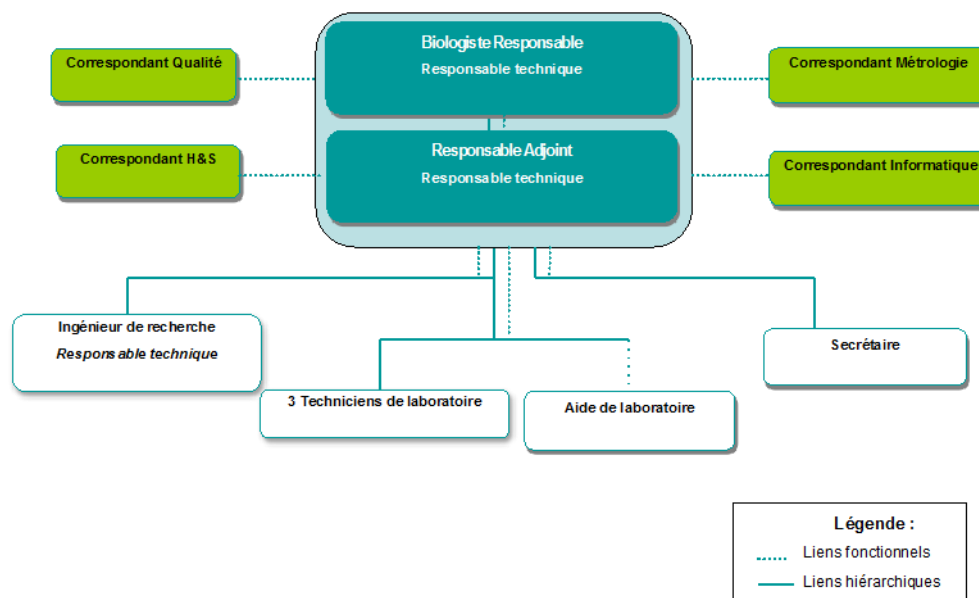 Biologiste Responsable
Responsable technique
Correspondant Qualité
Correspondant Métrologie
Responsable Adjoint
Responsable technique
Correspondant H&S
Correspondant Informatique
Ingénieur de recherche
Responsable technique
3 Techniciens de laboratoire
Aide de laboratoire
Secrétaire
Légende :
Liens fonctionnels
Liens hiérarchiques